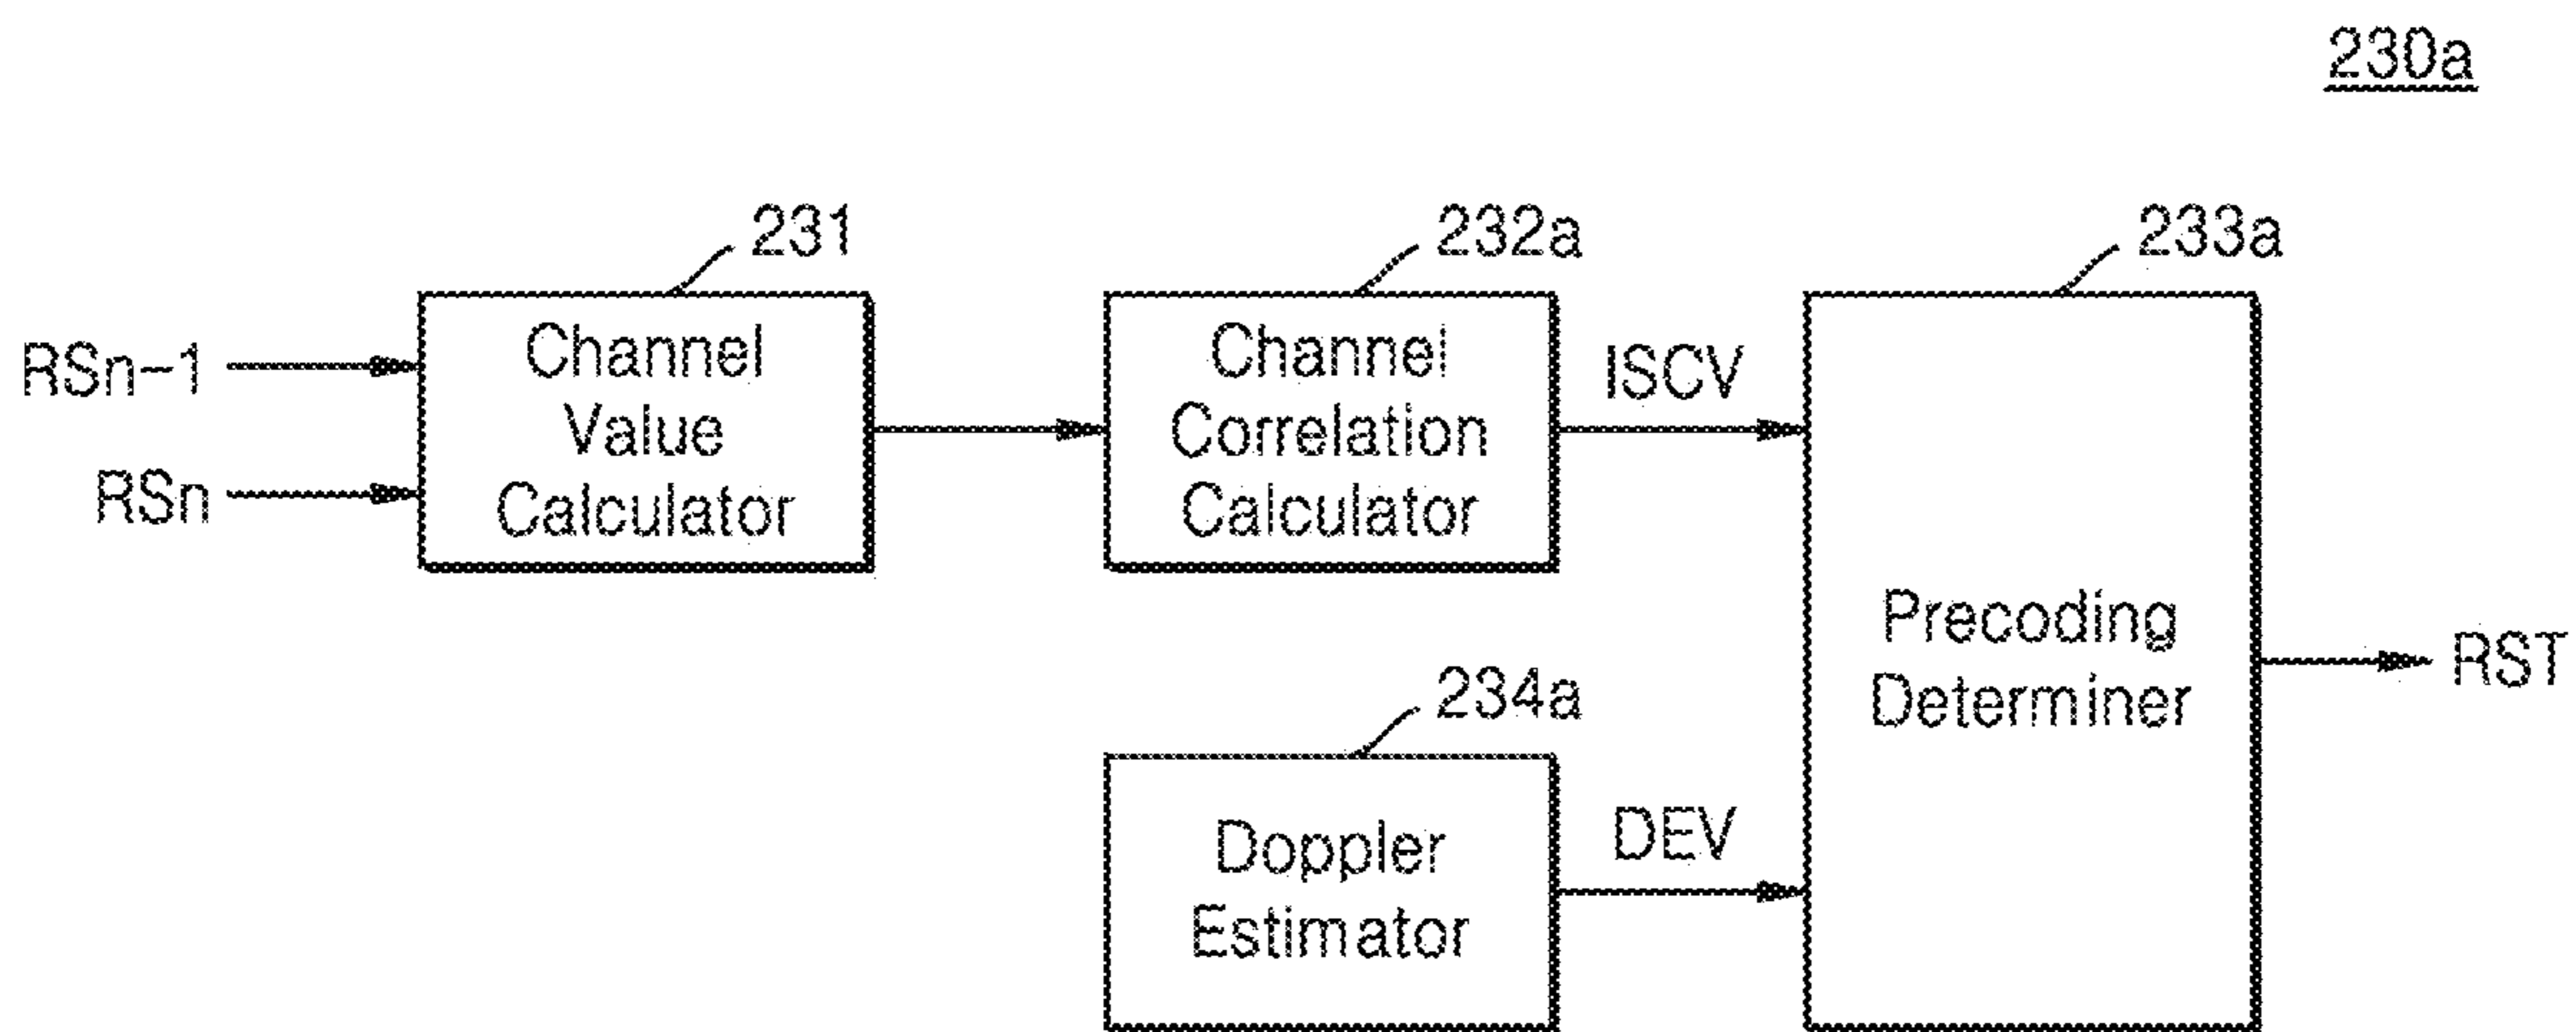 230a
231
232a
233a
RSn-1
RSn
Channel
Value
Calculator
Channel
Correlation
Calculator
ISCV
Precoding
Determiner
RST
234a
Doppler
Estimator
DEV